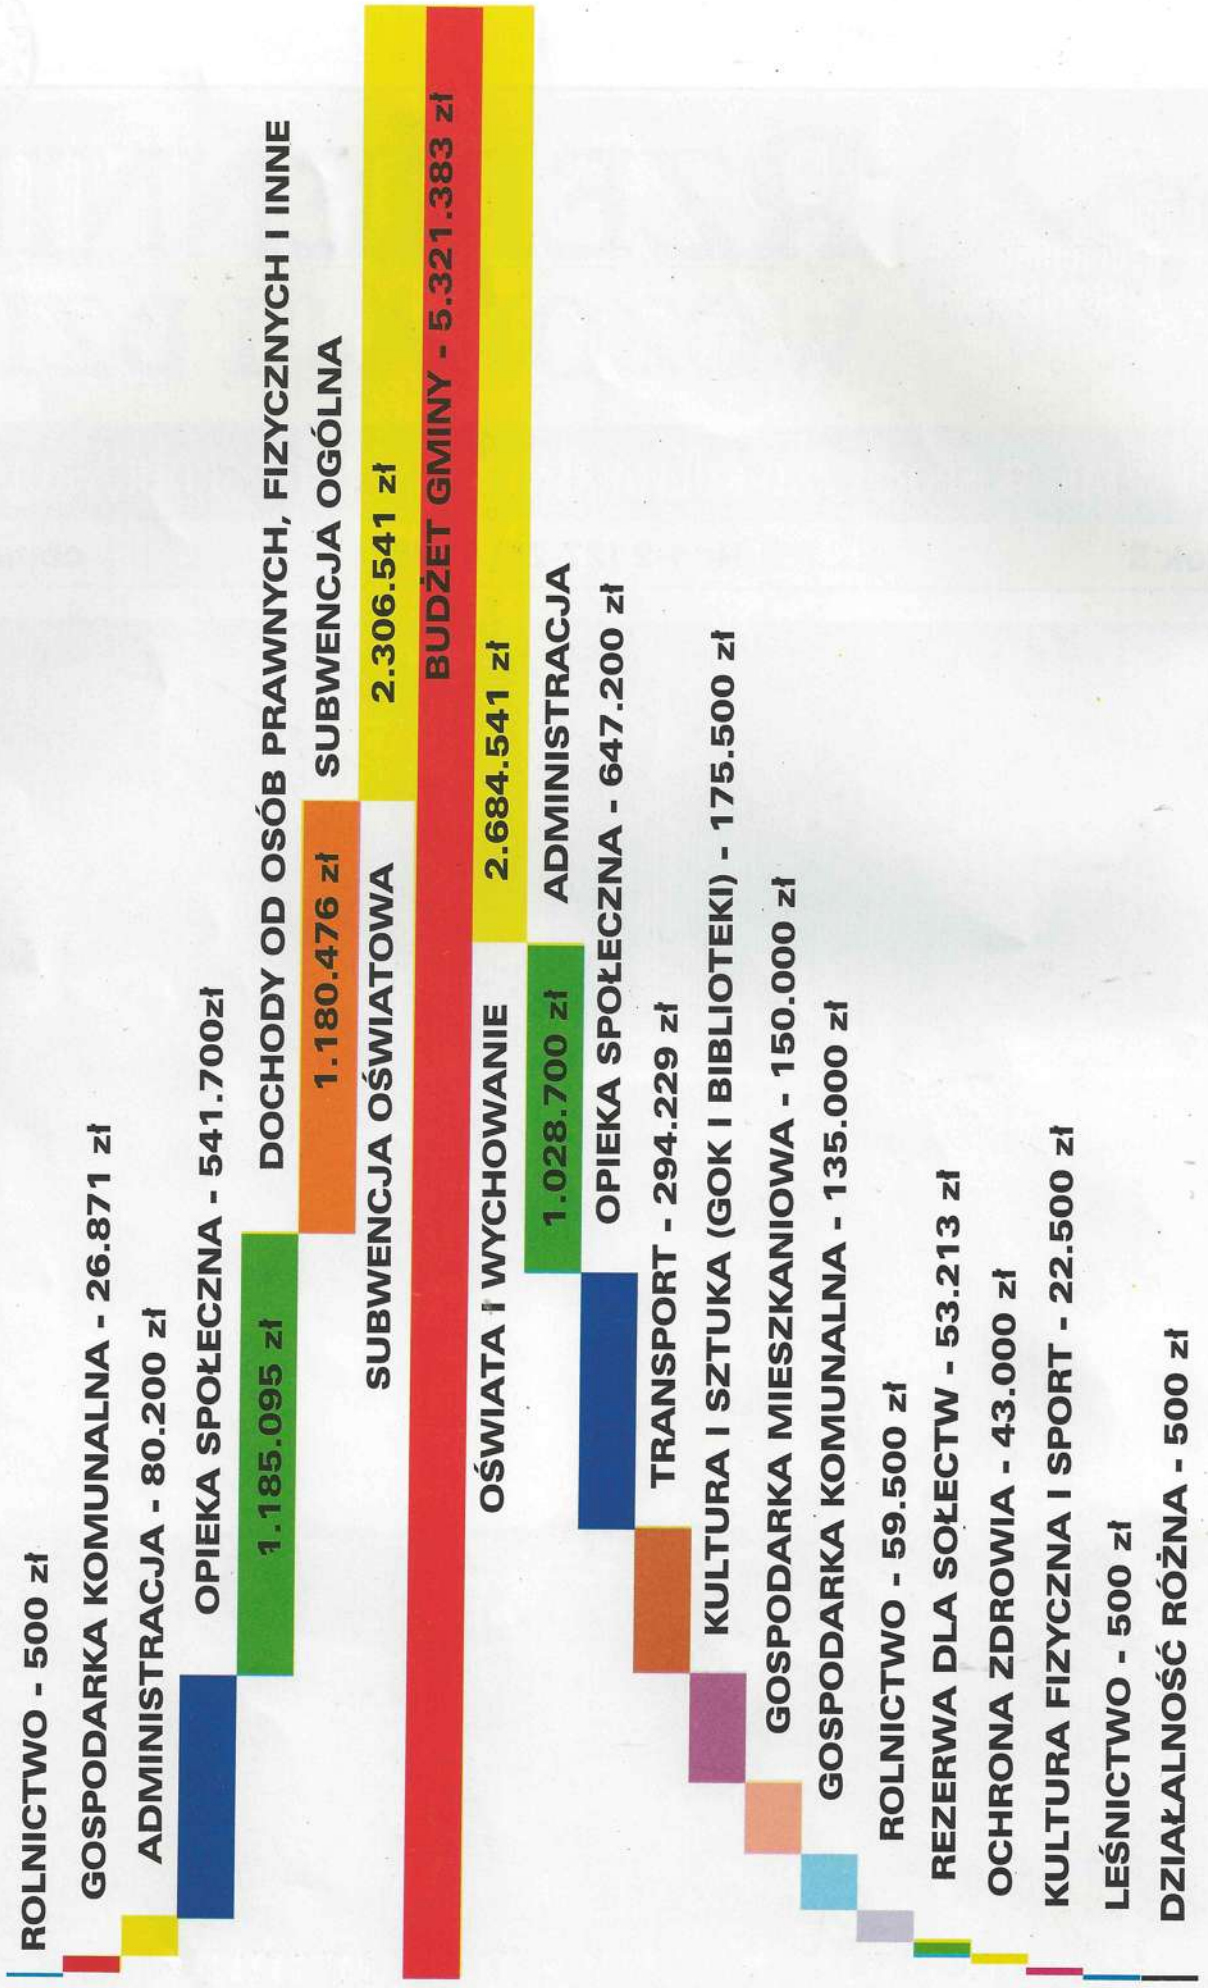 ROLNICTWO - 500 zł
GOSPODARKA KOMUNALNA - 26.871 zł
ADMINISTRACJA - 80.200 zł
OPIEKA SPOŁECZNA - 541.700zł
DOCHODY OD OSÓB PRAWNYCH, FIZYCZNYCH I INNE
1.185.095 zł
SUBWENCJA OGÓLNA
1.180.476 zł
SUBWENCJA OŚWIATOWA
2.306.541 zł
BUDŻET GMINY - 5.321.383 zł
OŚWIATA I WYCHOWANIE
2.684.541 zł
ADMINISTRACJA
1.028.700 zł
OPIEKA SPOŁECZNA - 647.200 zł
TRANSPORT - 294.229 zł
KULTURA I SZTUKA (GOK I BIBLIOTEKI) - 175.500 zł
GOSPODARKA MIESZKANIOWA - 150.000 zł
GOSPODARKA KOMUNALNA - 135.000 zł
ROLNICTWO - 59.500 zł
REZERWA DLA SOŁECTW - 53.213 zł
OCHRONA ZDROWIA - 43.000 zł
KULTURA FIZYCZNA I SPORT - 22.500 zł
LEŚNICTWO - 500 zł
DZIAŁALNOŚĆ RÓŻNA - 500 zł